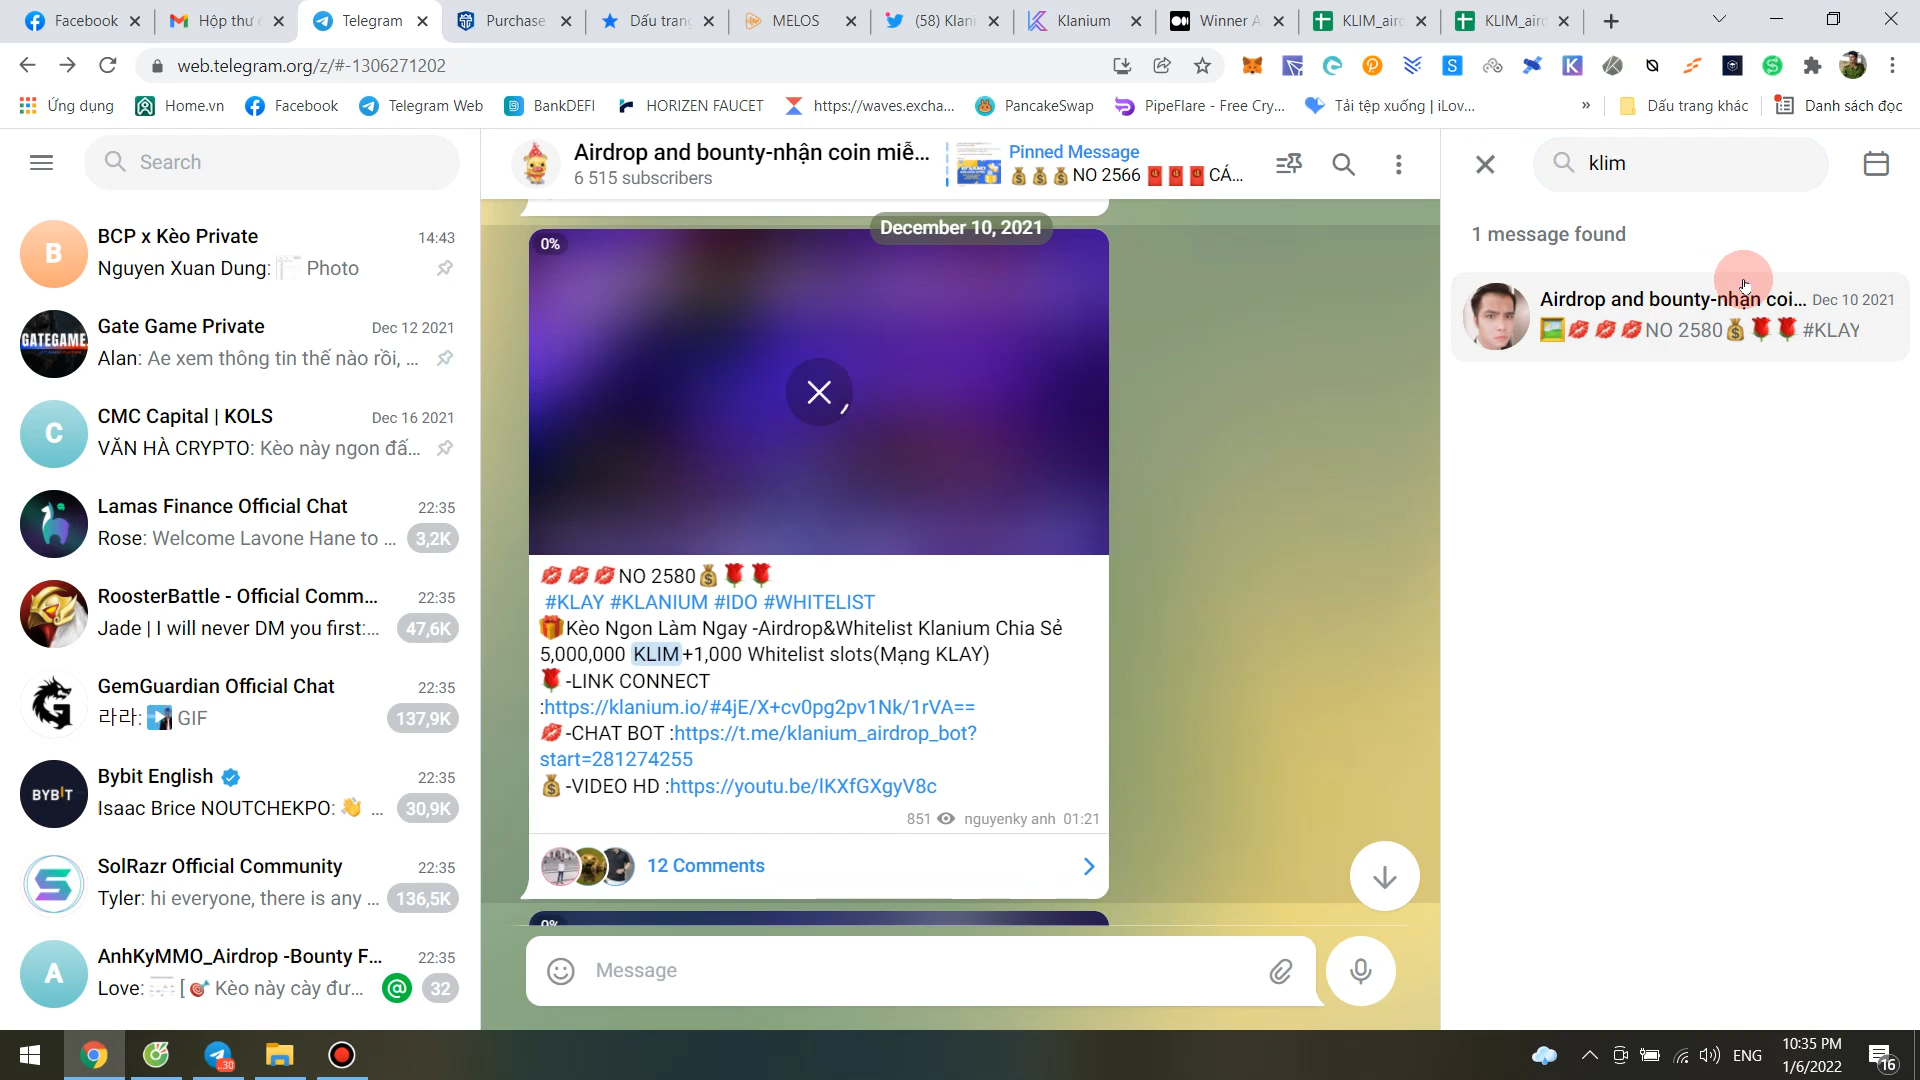 Facebook
Hộp thư c
Telegram
Purchase
Dấu tran
MELOS
(58) Klani
Klanium
Winner A
KLIM_airc
KLIM_airc
web.telegram.org/z/#-1306271202
Ứng dụng
Home.vn
Facebook
Telegram Web
BankDEFI
HORIZEN FAUCET
https://waves.excha...
PancakeSwap
PipeFlare - Free Cry...
Tải tệp xuống | iLov...
»
Dấu trang khác
Danh sách đọc
Search
BCP x Kèo Private
14:43
Nguyen Xuan Dung: Photo
Gate Game Private
Dec 12 2021
Alan: Ae xem thông tin thế nào rồi, ...
CMC Capital | KOLS
Dec 16 2021
VĂN HÀ CRYPTO: Kèo này ngon đấ...
Lamas Finance Official Chat
22:35
Rose: Welcome Lavone Hane to ...
3,2K
RoosterBattle - Official Comm...
22:35
Jade | I will never DM you first:...
47,6K
GemGuardian Official Chat
22:35
라라: GIF
137,9K
Bybit English
22:35
Isaac Brice NOUTCHEKPO: 👋 ...
30,9K
SolRazr Official Community
22:35
Tyler: hi everyone, there is any ...
136,5K
AnhKyMMO_Airdrop -Bounty F...
22:35
Love: [ 🎯 Kèo này cày đư...
@ 32
B
GATEGAME
C
BYBIT
A
Airdrop and bounty-nhận coin miễ...
6 515 subscribers
Pinned Message
💰💰💰NO 2566🧧🧧🧧CÁ...
December 10, 2021
0%
💋💋💋NO 2580💰🌹🌹
#KLAY #KLANIUM #IDO #WHITELIST
🎁Kèo Ngon Làm Ngay -Airdrop&Whitelist Klanium Chia Sẻ
5,000,000 KLIM+1,000 Whitelist slots(Mạng KLAY)
🌹-LINK CONNECT
:https://klanium.io/#4jE/X+cv0pg2pv1Nk/1rVA==
💋-CHAT BOT :https://t.me/klanium_airdrop_bot?
start=281274255
💰-VIDEO HD :https://youtu.be/lKXfGXgyV8c
851 nguyenky anh 01:21
12 Comments
0%
Message
klim
1 message found
Airdrop and bounty-nhận coi...
Dec 10 2021
🖼️💋💋💋NO 2580💰🌹🌹 #KLAY
..30
ENG
10:35 PM
1/6/2022
16